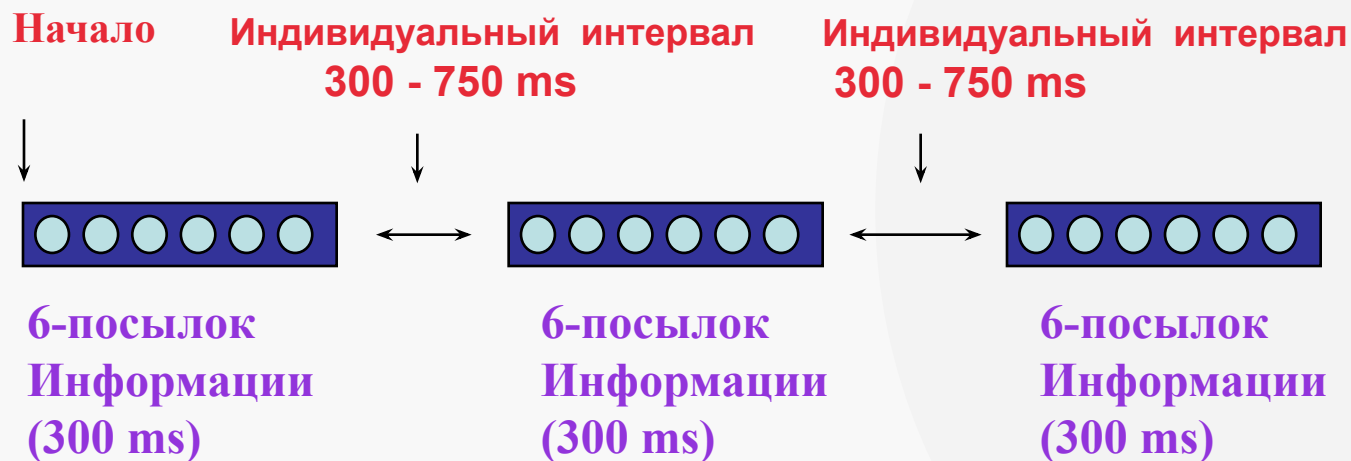 Начало
Индивидуальный интервал
300 - 750 ms
Индивидуальный интервал
300 - 750 ms
6-посылок
Информации
(300 ms)
6-посылок
Информации
(300 ms)
6-посылок
Информации
(300 ms)